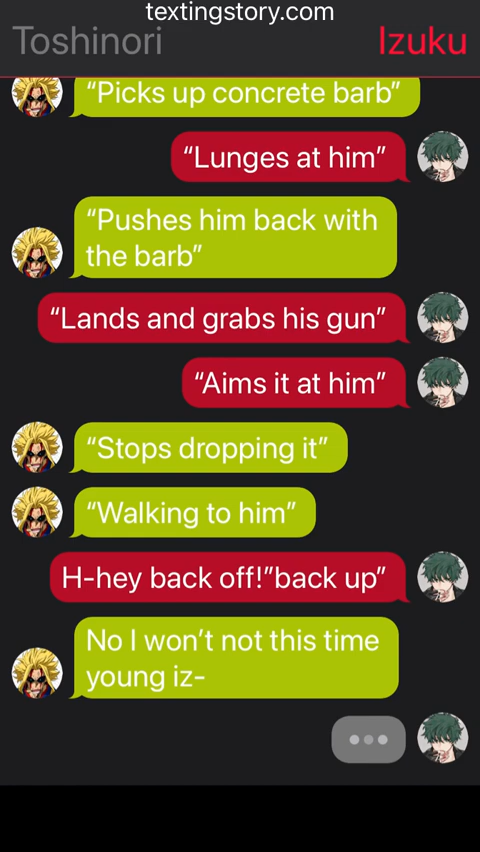 textingstory.com
Toshinori
Izuku
“Picks up concrete barb”
“Lunges at him”
“Pushes him back with
the barb”
“Lands and grabs his gun”
“Aims it at him”
“Stops dropping it”
“Walking to him”
H-hey back off!”back up”
No I won’t not this time
young iz-